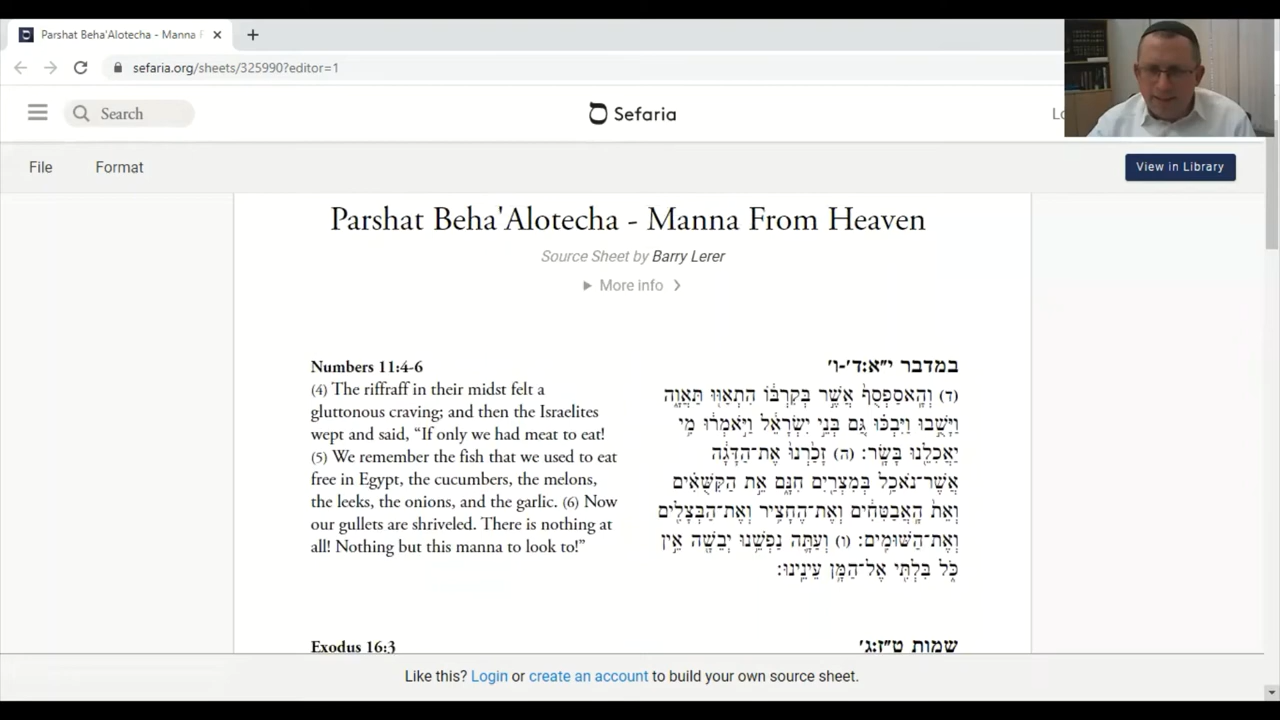 Parshat Beha'Alotecha - Manna F
sefaria.org/sheets/325990?editor=1
Search
Sefaria
Lo
File
Format
View in Library
Parshat Beha'Alotecha - Manna From Heaven
Source Sheet by Barry Lerer
More info
Numbers 11:4-6
(4) The riffraff in their midst felt a
gluttonous craving; and then the Israelites
wept and said, “If only we had meat to eat!
(5) We remember the fish that we used to eat
free in Egypt, the cucumbers, the melons,
the leeks, the onions, and the garlic. (6) Now
our gullets are shriveled. There is nothing at
all! Nothing but this manna to look to!”
במדבר י״א:ד׳-ו׳
(ד) וְהָֽאסַפְסֻף֙ אֲשֶׁ֣ר בְּקִרְבּ֔וֹ הִתְאַוּ֖וּ תַּאֲוָ֑ה
וַיָּשֻׁ֣בוּ וַיִּבְכּ֗וּ גַּ֚ם בְּנֵ֣י יִשְׂרָאֵ֔ל וַיֹּ֣אמְר֔וּ מִ֥י
יַאֲכִלֵ֖נוּ בָּשָֽׂר׃ (ה) זָכַ֙רְנוּ֙ אֶת־הַדָּגָ֔ה
אֲשֶׁר־נֹאכַ֥ל בְּמִצְרַ֖יִם חִנָּ֑ם אֵ֣ת הַקִּשֻּׁאִ֗ים
וְאֵת֙ הָֽאֲבַטִּחִ֔ים וְאֶת־הֶחָצִ֥יר וְאֶת־הַבְּצָלִ֖ים
וְאֶת־הַשּׁוּמִֽים׃ (ו) וְעַתָּ֛ה נַפְשֵׁ֥נוּ יְבֵשָׁ֖ה אֵ֣ין
כֹּ֑ל בִּלְתִּ֖י אֶל־הַמָּ֥ן עֵינֵֽינוּ׃
Exodus 16:3
שמות ט״ז:ג׳
Like this? Login or create an account to build your own source sheet.